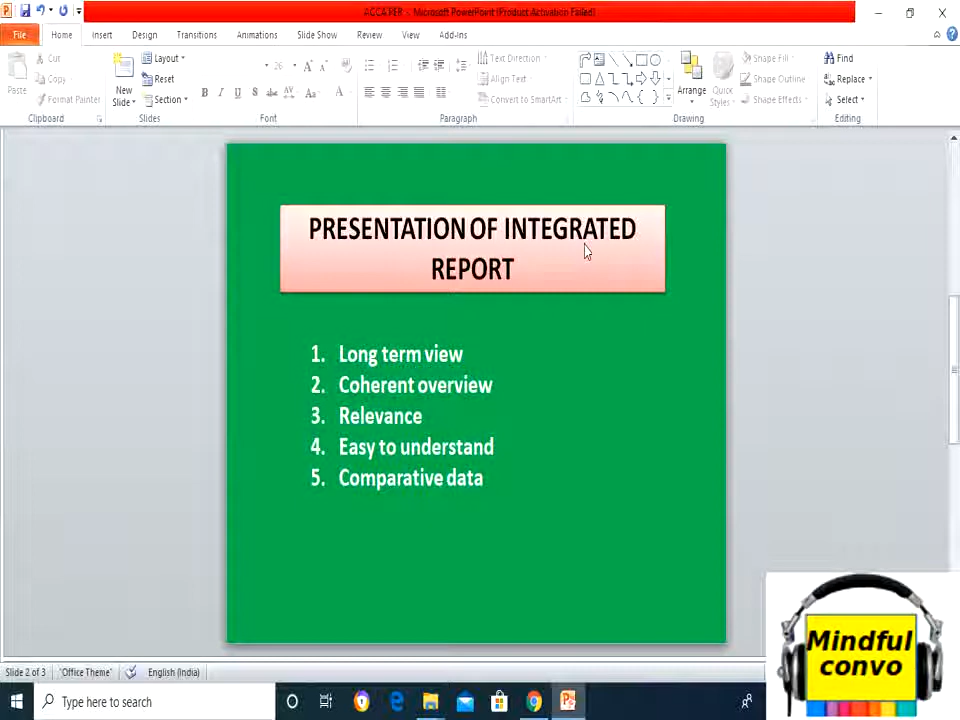 ACCA PER - Microsoft PowerPoint (Product Activation Failed)
File Home Insert Design Transitions Animations Slide Show Review View Add-Ins
Cut
Copy
Format Painter
Paste
Clipboard
New Slide
Layout
Reset
Section
Slides
26
Font
Text Direction
Align Text
Convert to SmartArt
Paragraph
Arrange
Quick Styles
Shape Fill
Shape Outline
Shape Effects
Drawing
Find
Replace
Select
Editing
PRESENTATION OF INTEGRATED
REPORT
1. Long term view
2. Coherent overview
3. Relevance
4. Easy to understand
5. Comparative data
Mindful
convo
Slide 2 of 3 "Office Theme" English (India)
Type here to search